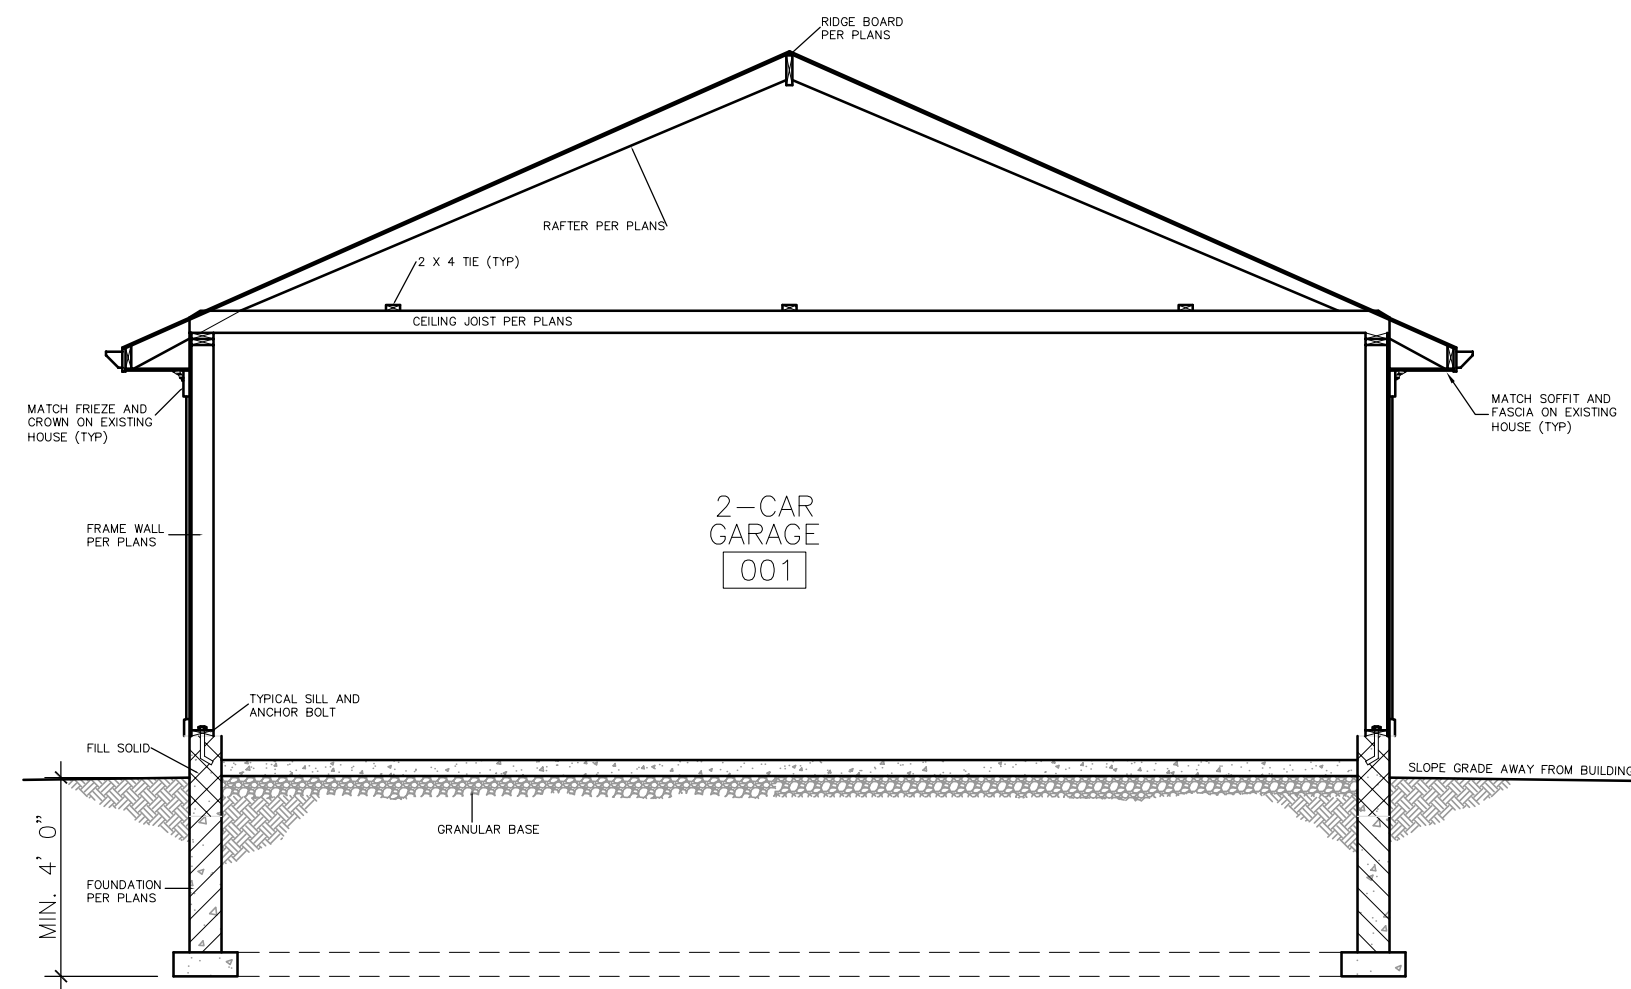 RIDGE BOARD
PER PLANS
RAFTER PER PLANS
2 X 4 TIE (TYP)
CEILING JOIST PER PLANS
MATCH FRIEZE AND
CROWN ON EXISTING
HOUSE (TYP)
MATCH SOFFIT AND
FASCIA ON EXISTING
HOUSE (TYP)
2-CAR
GARAGE
001
FRAME WALL
PER PLANS
TYPICAL SILL AND
ANCHOR BOLT
FILL SOLID
SLOPE GRADE AWAY FROM BUILDING
GRANULAR BASE
MIN. 4' 0"
FOUNDATION
PER PLANS